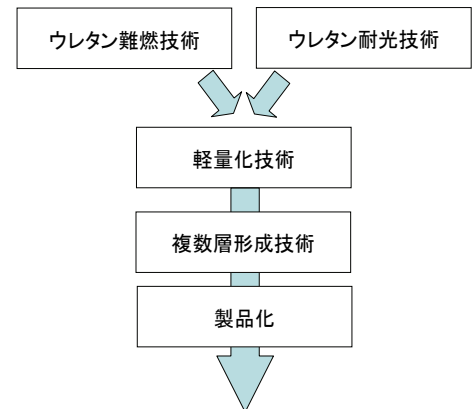 ウレタン難燃技術
ウレタン耐光技術
軽量化技術
複数層形成技術
製品化